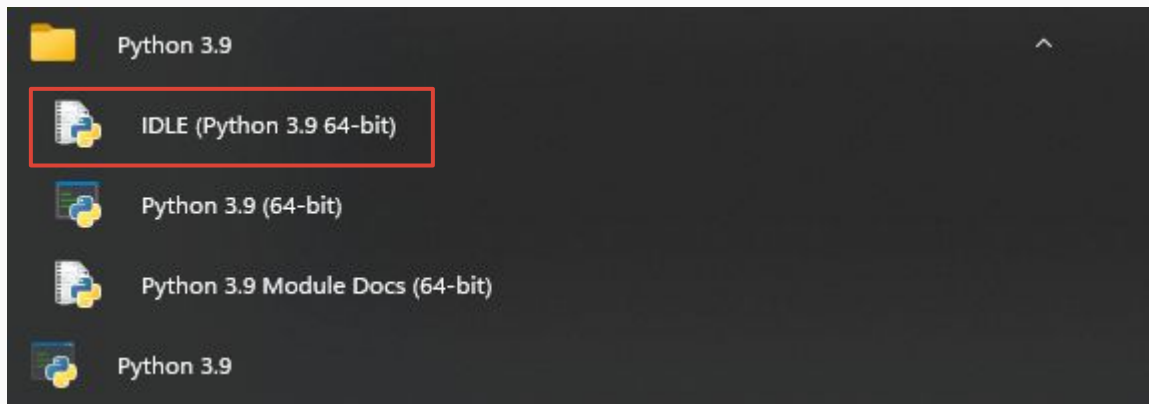 Python 3.9
IDLE (Python 3.9 64-bit)
Python 3.9 (64-bit)
Python 3.9 Module Docs (64-bit)
Python 3.9